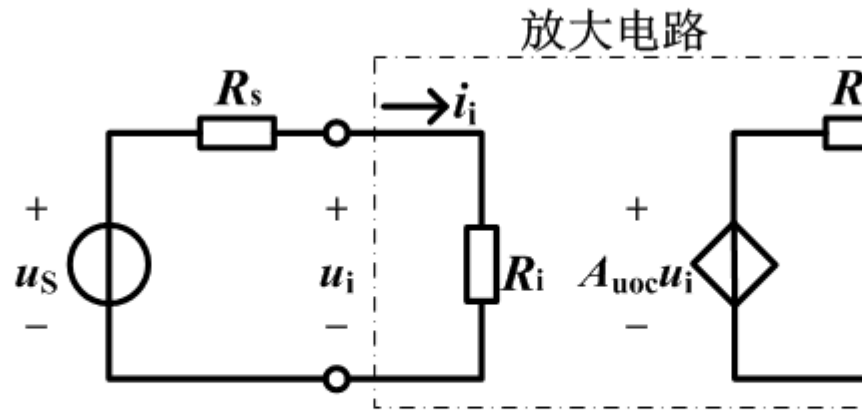 放大电路
Rs
ii
R
+ + +
uS ui Ri Auocui
− − −